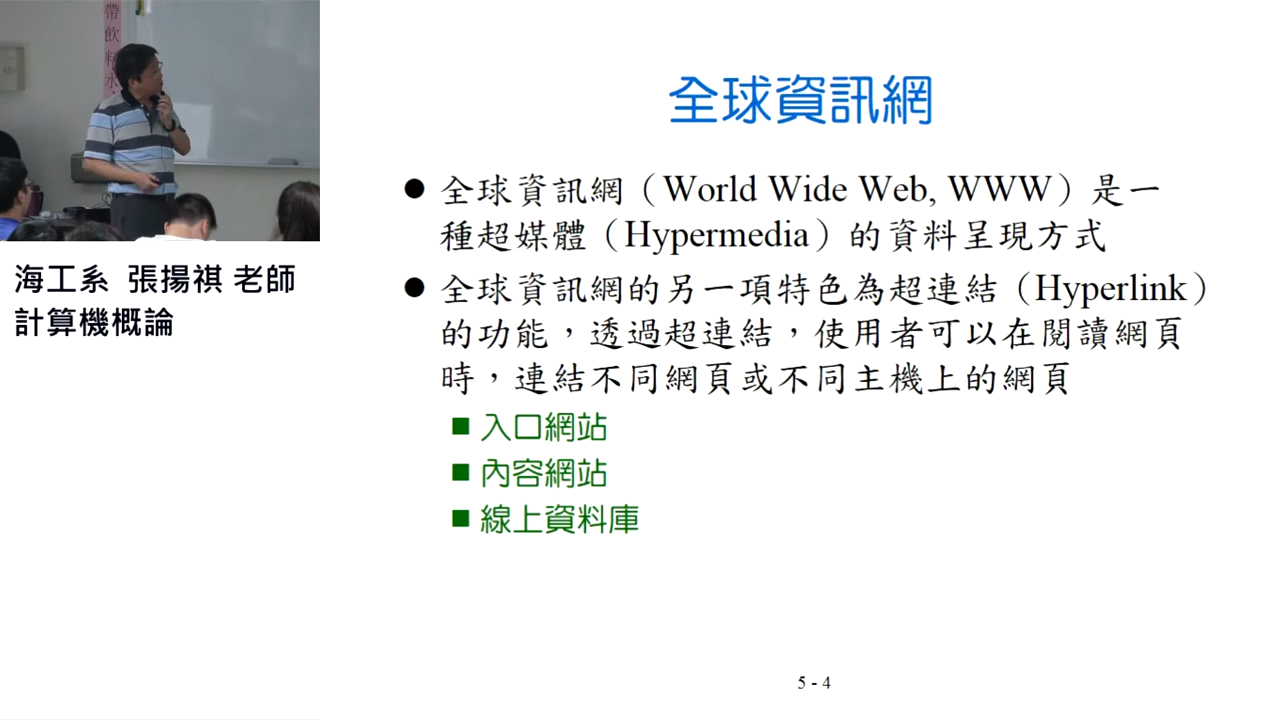 帶飲料水
海工系 張揚祺 老師
計算機概論
全球資訊網
● 全球資訊網（World Wide Web, WWW）是一
種超媒體（Hypermedia）的資料呈現方式
● 全球資訊網的另一項特色為超連結（Hyperlink）
的功能，透過超連結，使用者可以在閱讀網頁
時，連結不同網頁或不同主機上的網頁
■ 入口網站
■ 內容網站
■ 線上資料庫
5 - 4